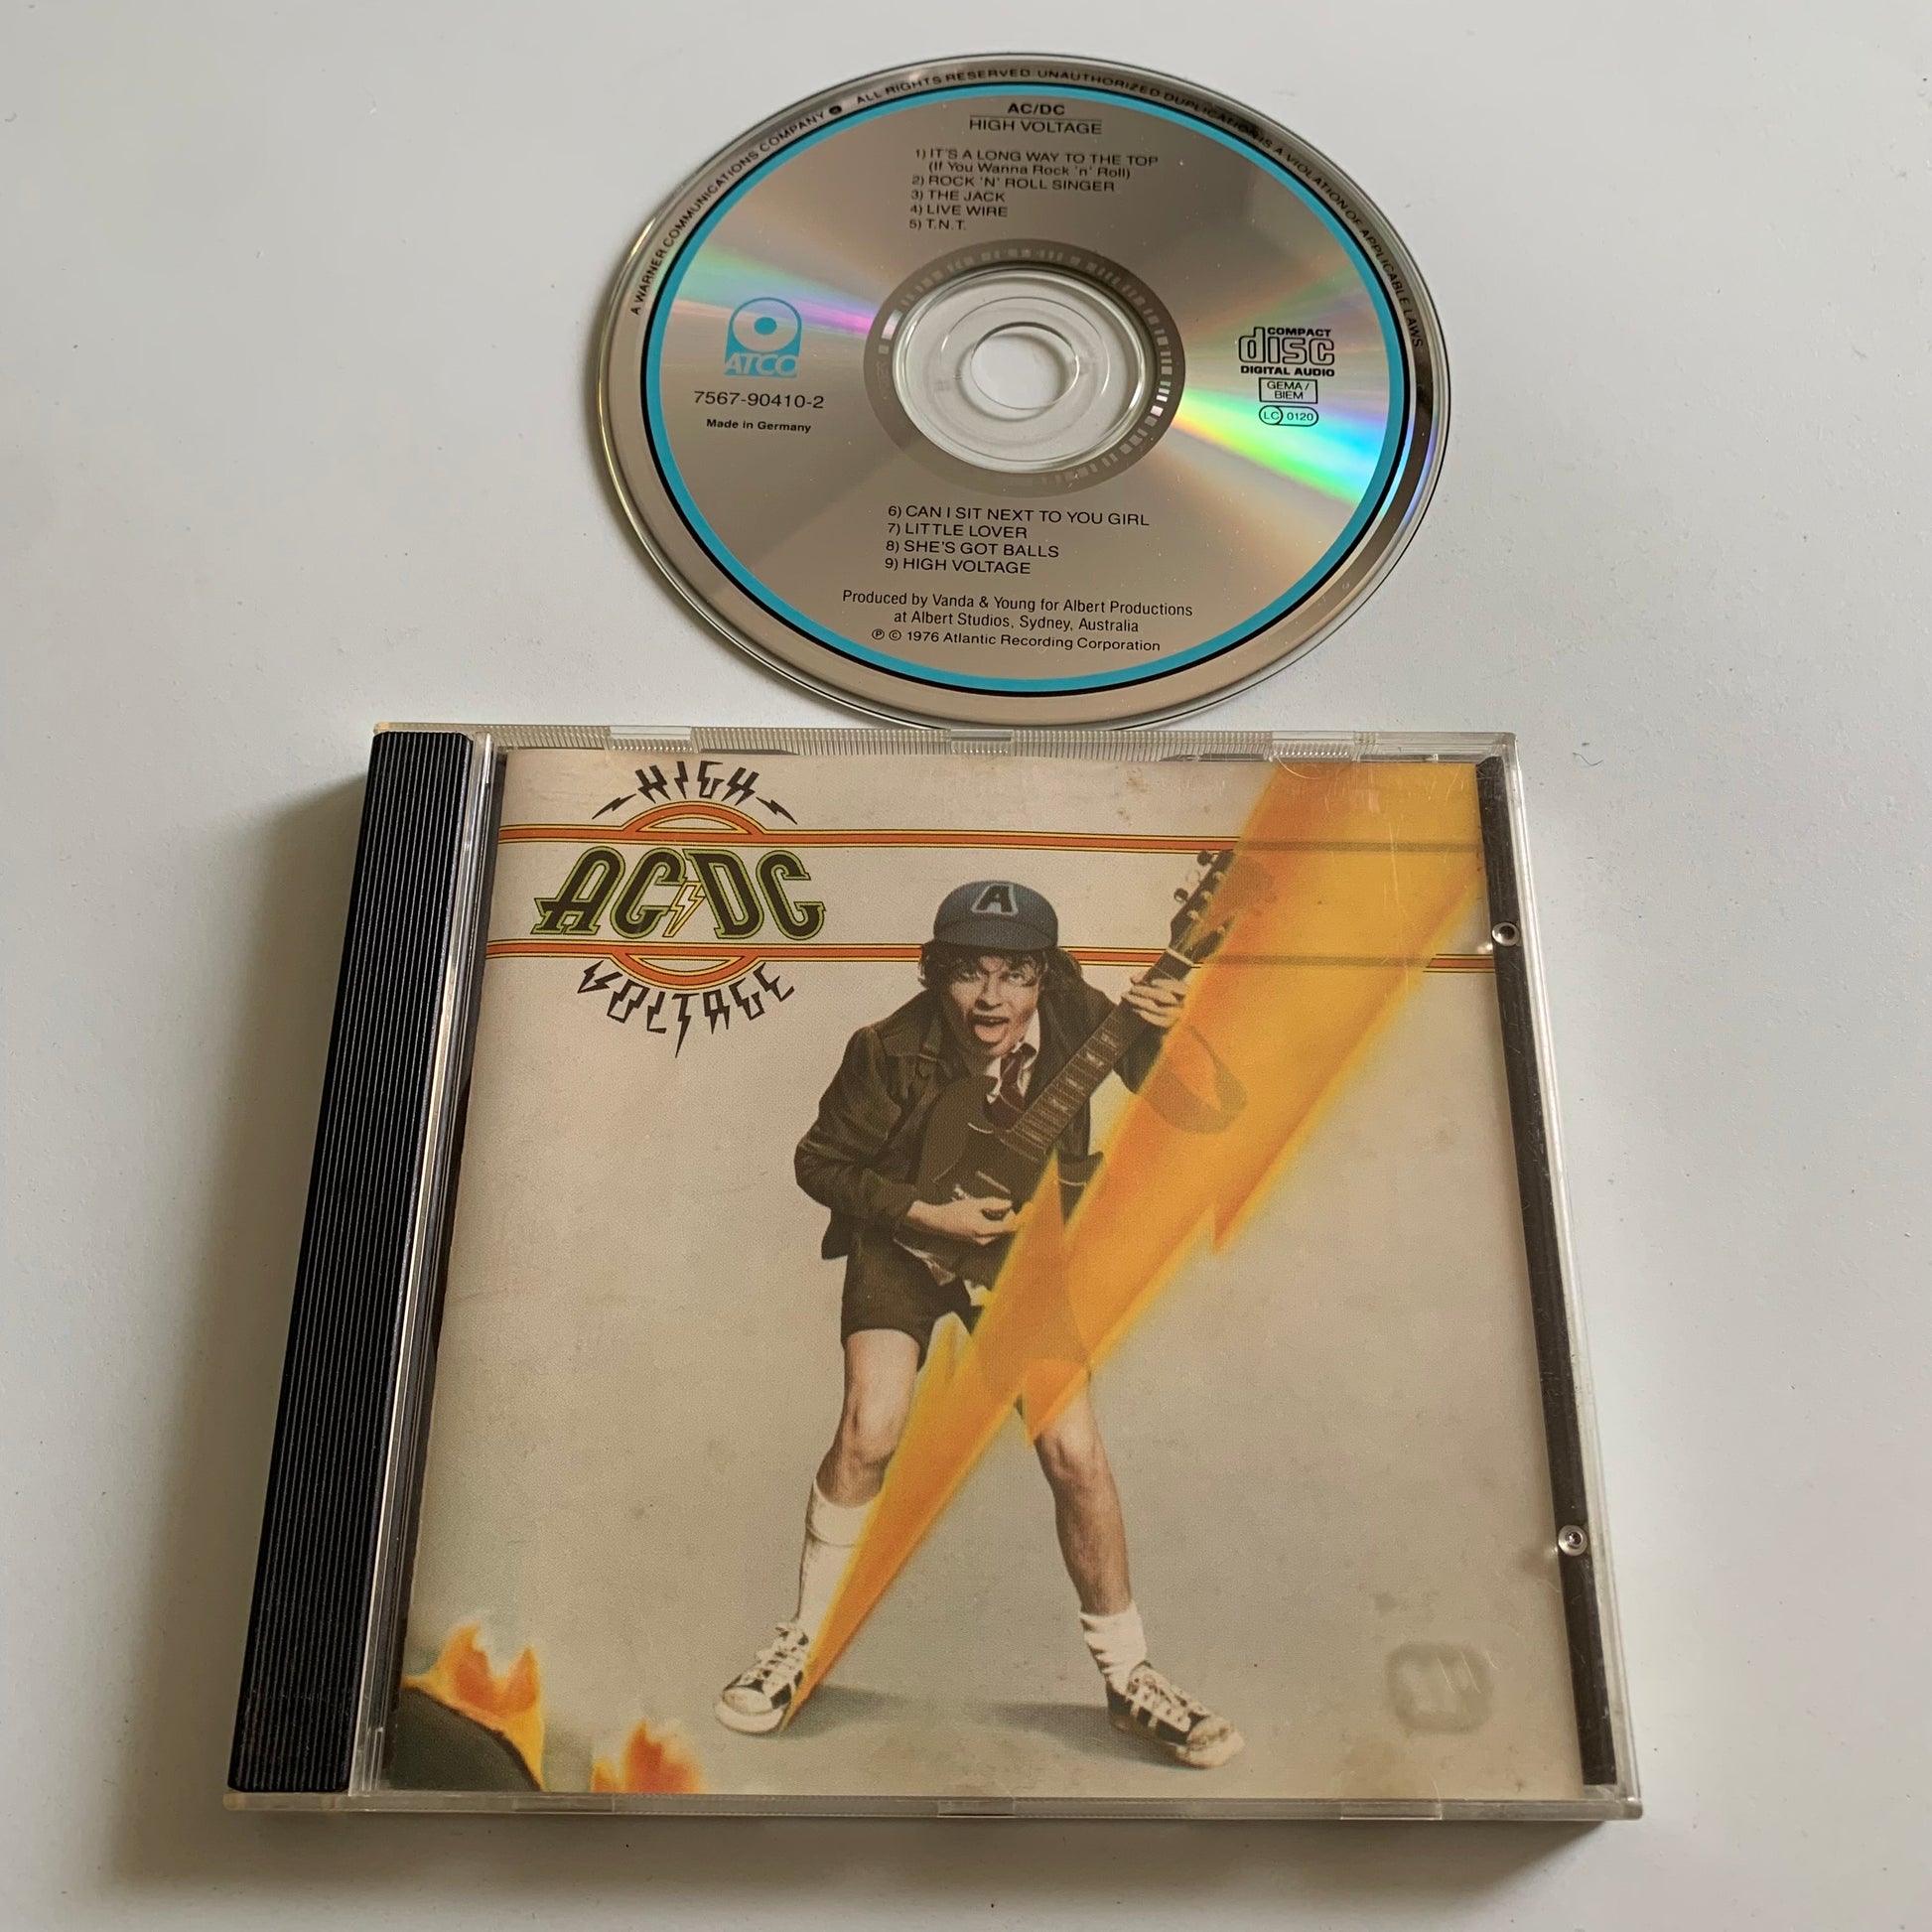 A WARNER COMMUNICATIONS COMPANY ALL RIGHTS RESERVED. UNAUTHORIZED DUPLICATION IS A VIOLATION OF APPLICABLE LAWS.
AC/DC
HIGH VOLTAGE
1) IT'S A LONG WAY TO THE TOP
(If You Wanna Rock 'n' Roll)
2) ROCK 'N' ROLL SINGER
3) THE JACK
4) LIVE WIRE
5) T.N.T.
ATCO
7567-90410-2
Made in Germany
COMPACT
disc
DIGITAL AUDIO
GEMA/
BIEM
LC 0120
6) CAN I SIT NEXT TO YOU GIRL
7) LITTLE LOVER
8) SHE'S GOT BALLS
9) HIGH VOLTAGE
Produced by Vanda & Young for Albert Productions
at Albert Studios, Sydney, Australia
℗ © 1976 Atlantic Recording Corporation
HIGH
AC DC
VOLTAGE
A